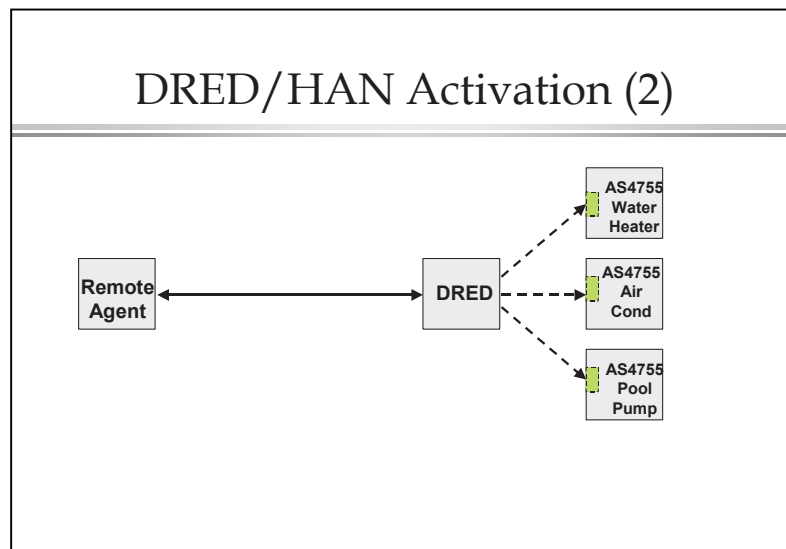 DRED/HAN Activation (2)
Remote
Agent
DRED
AS4755
Water
Heater
AS4755
Air
Cond
AS4755
Pool
Pump